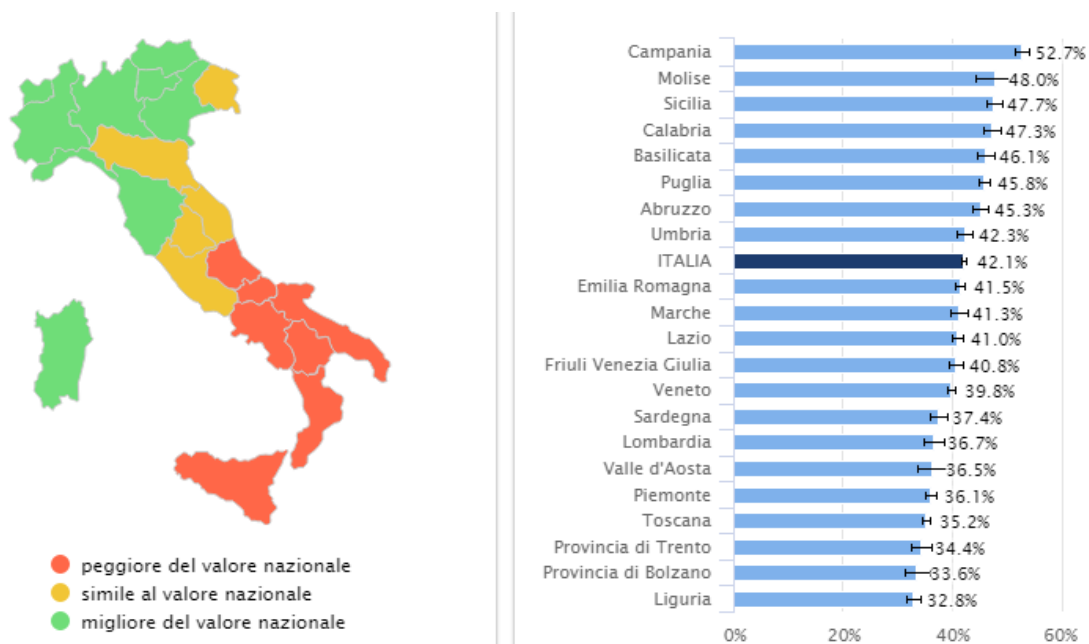 peggiore del valore nazionale
simile al valore nazionale
migliore del valore nazionale
Campania 52.7%
Molise 48.0%
Sicilia 47.7%
Calabria 47.3%
Basilicata 46.1%
Puglia 45.8%
Abruzzo 45.3%
Umbria 42.3%
ITALIA 42.1%
Emilia Romagna 41.5%
Marche 41.3%
Lazio 41.0%
Friuli Venezia Giulia 40.8%
Veneto 39.8%
Sardegna 37.4%
Lombardia 36.7%
Valle d'Aosta 36.5%
Piemonte 36.1%
Toscana 35.2%
Provincia di Trento 34.4%
Provincia di Bolzano 33.6%
Liguria 32.8%
0% 20% 40% 60%